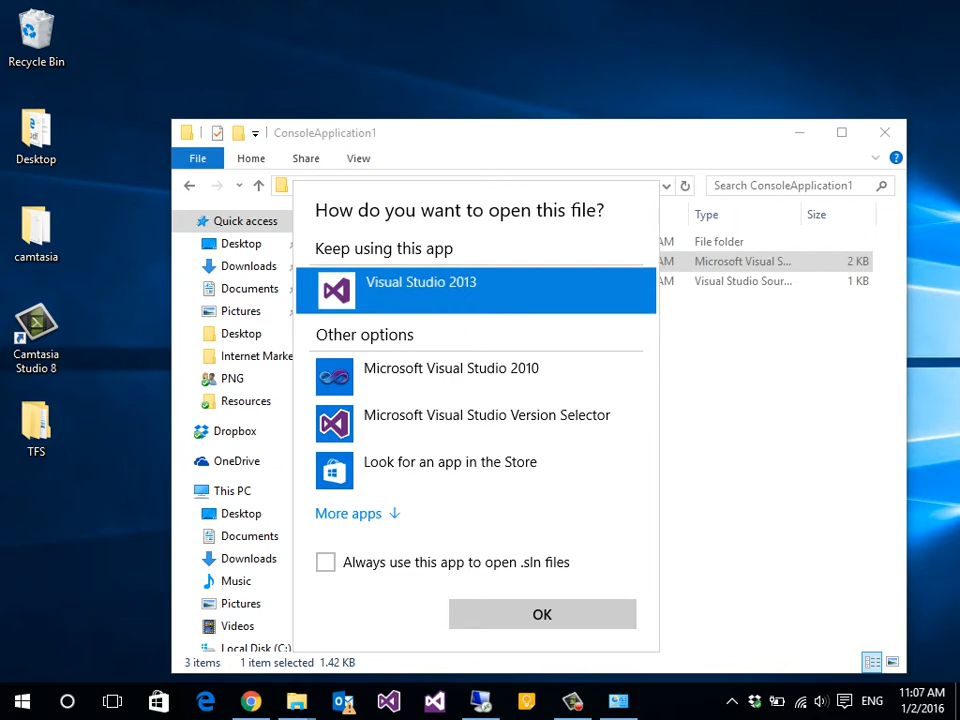 Recycle Bin
Desktop
camtasia
Camtasia
Studio 8
TFS
ConsoleApplication1
File Home Share View
Search ConsoleApplication1
Type Size
AM File folder
AM Microsoft Visual S... 2 KB
AM Visual Studio Sour... 1 KB
Quick access
Desktop
Downloads
Documents
Pictures
Desktop
Internet Marke
PNG
Resources
Dropbox
OneDrive
This PC
Desktop
Documents
Downloads
Music
Pictures
Videos
Local Disk (C:)
How do you want to open this file?
Keep using this app
Visual Studio 2013
Other options
Microsoft Visual Studio 2010
Microsoft Visual Studio Version Selector
Look for an app in the Store
More apps
Always use this app to open .sln files
OK
3 items 1 item selected 1.42 KB
ENG
11:07 AM
1/2/2016